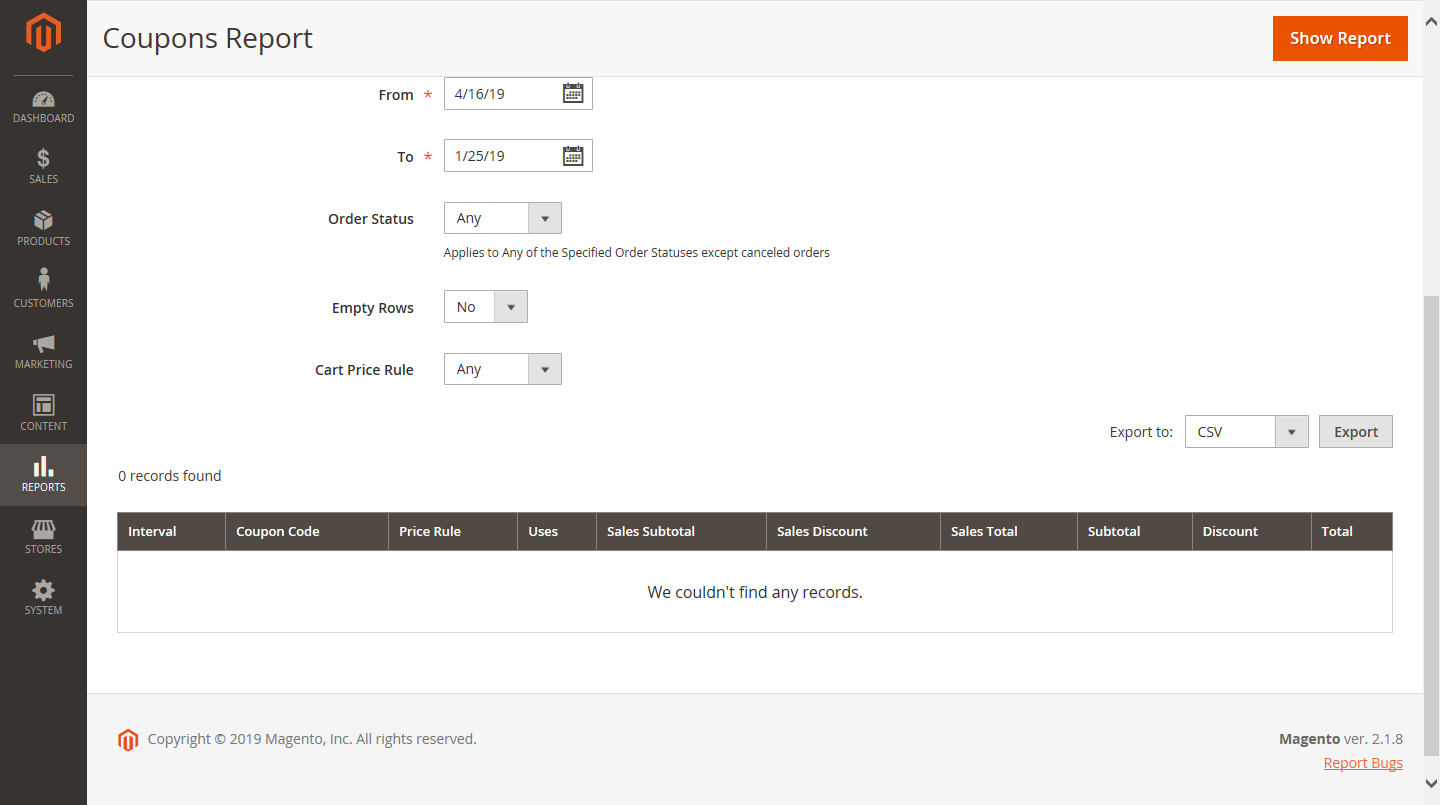 Coupons Report
Show Report
DASHBOARD
SALES
PRODUCTS
CUSTOMERS
MARKETING
CONTENT
REPORTS
STORES
SYSTEM
From *
4/16/19
To *
1/25/19
Order Status
Any
Applies to Any of the Specified Order Statuses except canceled orders
Empty Rows
No
Cart Price Rule
Any
Export to: CSV Export
0 records found
Interval Coupon Code Price Rule Uses Sales Subtotal Sales Discount Sales Total Subtotal Discount Total
We couldn't find any records.
Copyright © 2019 Magento, Inc. All rights reserved.
Magento ver. 2.1.8
Report Bugs